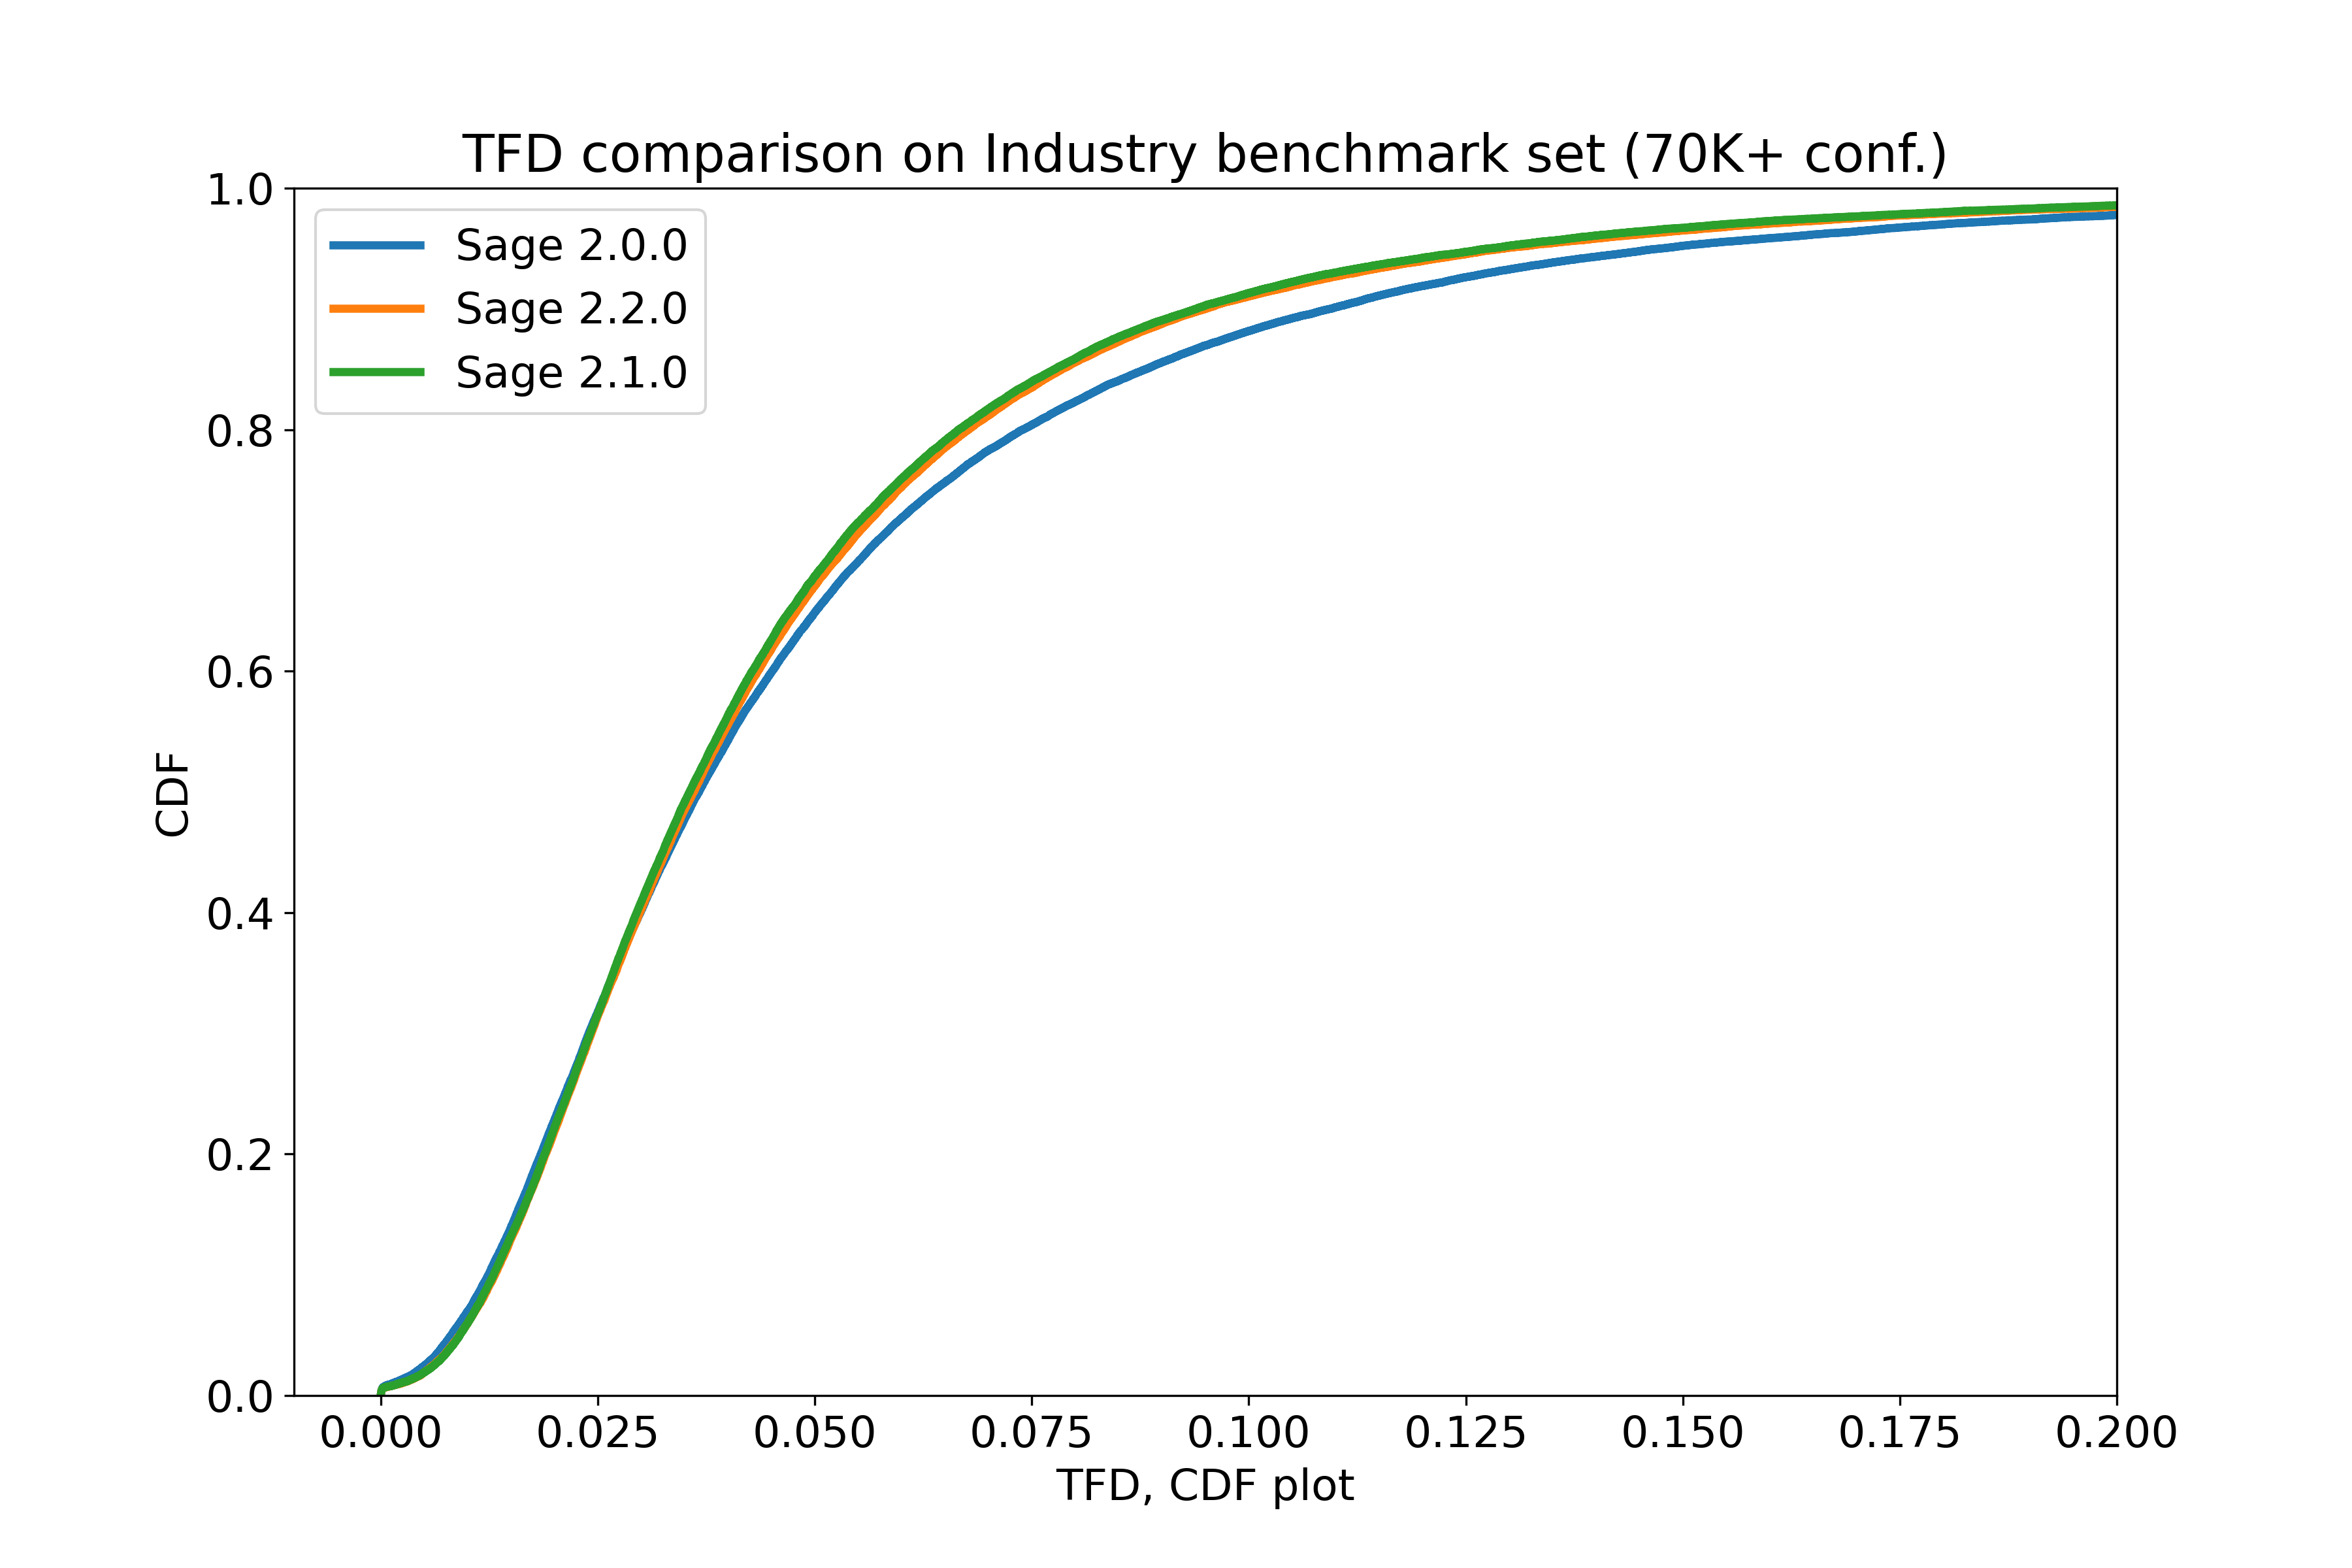 TFD comparison on Industry benchmark set (70K+ conf.)
1.0
0.8
0.6
0.4
0.2
0.0
CDF
Sage 2.0.0
Sage 2.2.0
Sage 2.1.0
0.000 0.025 0.050 0.075 0.100 0.125 0.150 0.175 0.200
TFD, CDF plot